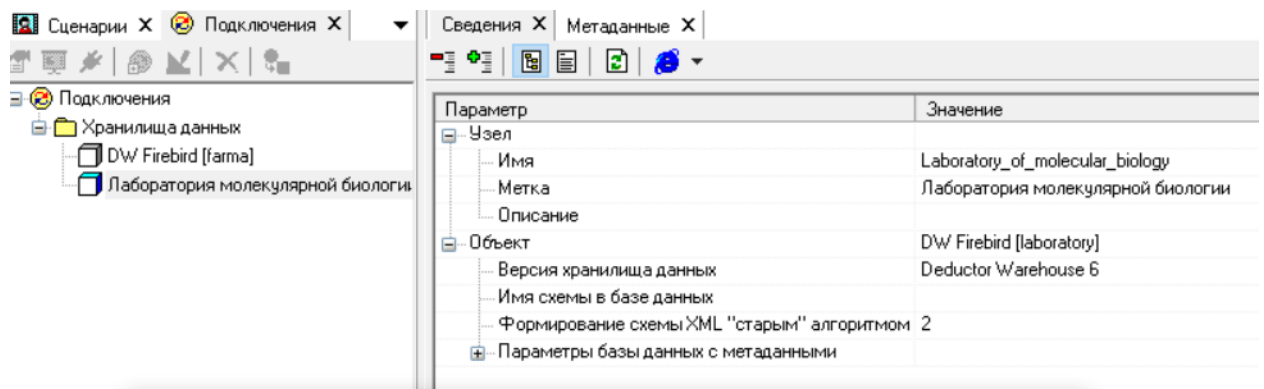 Сценарии X Подключения X
Сведения X Метаданные X
Подключения
Хранилища данных
DW Firebird [farma]
Лаборатория молекулярной биологии
Параметр Значение
Узел
Имя Laboratory_of_molecular_biology
Метка Лаборатория молекулярной биологии
Описание
Объект DW Firebird [laboratory]
Версия хранилища данных Deductor Warehouse 6
Имя схемы в базе данных
Формирование схемы XML "старым" алгоритмом 2
Параметры базы данных с метаданными